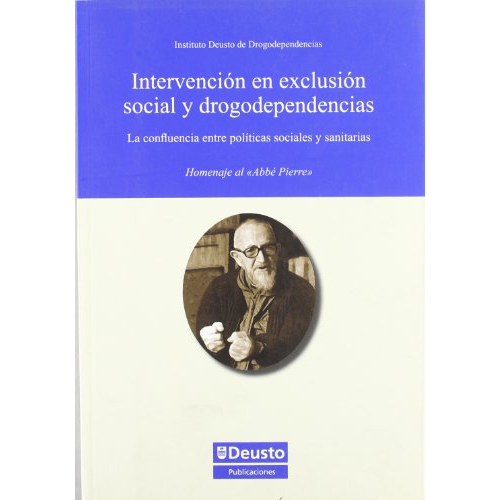 Instituto Deusto de Drogodependencias
Intervención en exclusión
social y drogodependencias
La confluencia entre políticas sociales y sanitarias
Homenaje al «Abbé Pierre»
Deusto
Publicaciones